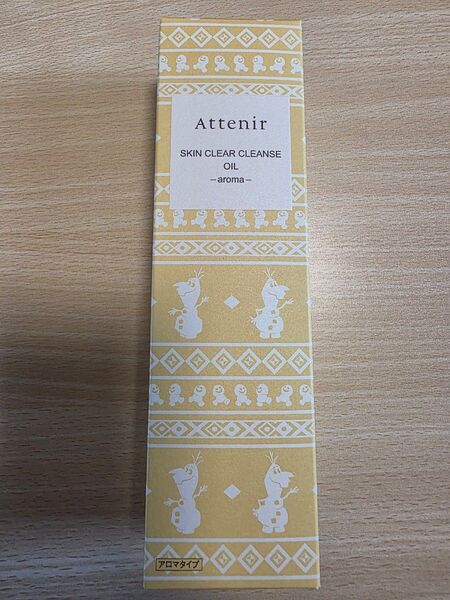 Attenir
SKIN CLEAR CLEANSE
OIL
–aroma–
アロマタイプ